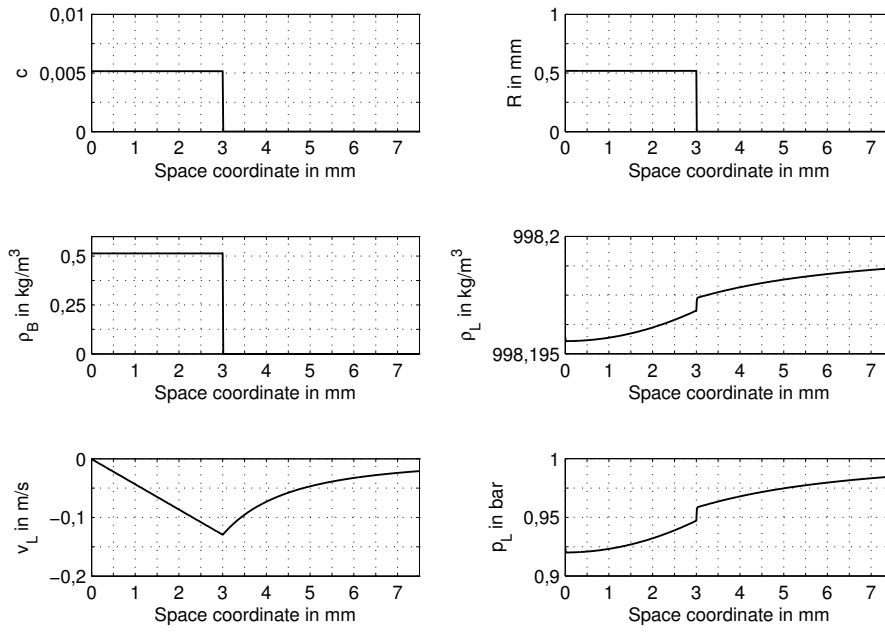 0,01
0,005
0
c
0 1 2 3 4 5 6 7
Space coordinate in mm
1
0,5
0
R in mm
0 1 2 3 4 5 6 7
Space coordinate in mm
0,5
0,25
0
ρB in kg/m³
0 1 2 3 4 5 6 7
Space coordinate in mm
998,2
998,195
ρL in kg/m³
0 1 2 3 4 5 6 7
Space coordinate in mm
0
−0,1
−0,2
vL in m/s
0 1 2 3 4 5 6 7
Space coordinate in mm
1
0,95
0,9
pL in bar
0 1 2 3 4 5 6 7
Space coordinate in mm